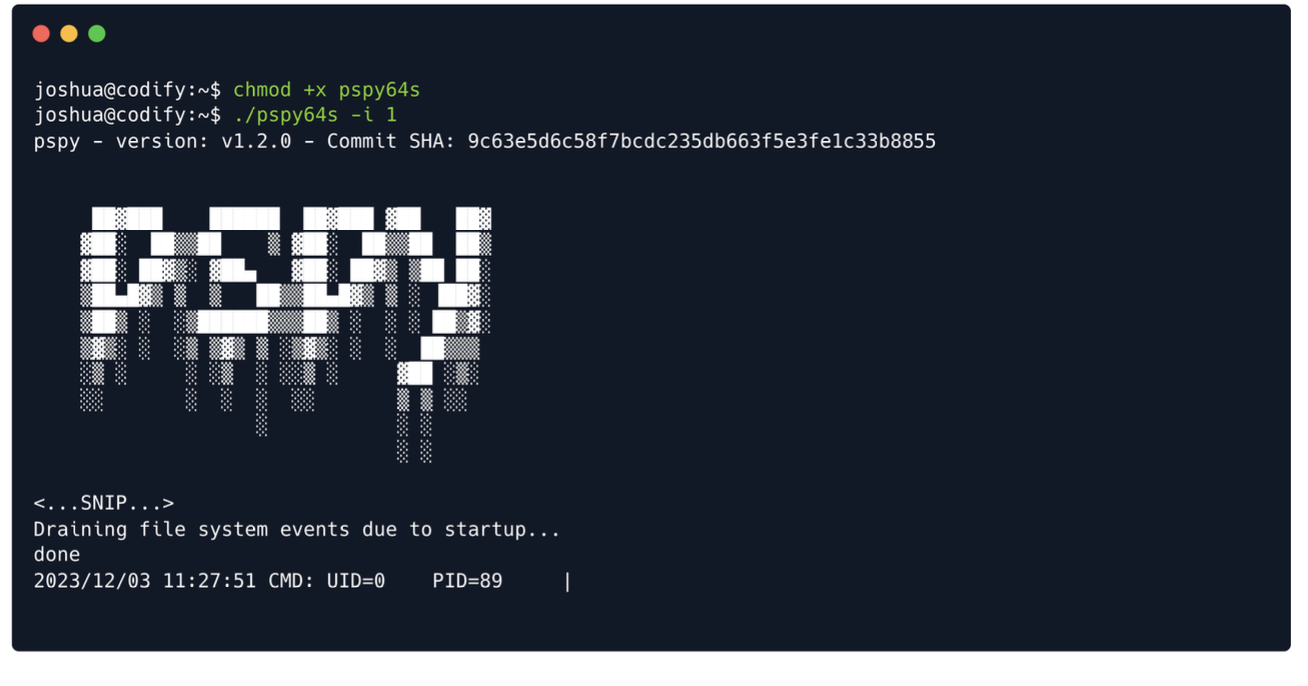 joshua@codify:~$ chmod +x pspy64s
joshua@codify:~$ ./pspy64s -i 1
pspy - version: v1.2.0 - Commit SHA: 9c63e5d6c58f7bcdc235db663f5e3fe1c33b8855
<...SNIP...>
Draining file system events due to startup...
done
2023/12/03 11:27:51 CMD: UID=0    PID=89     |